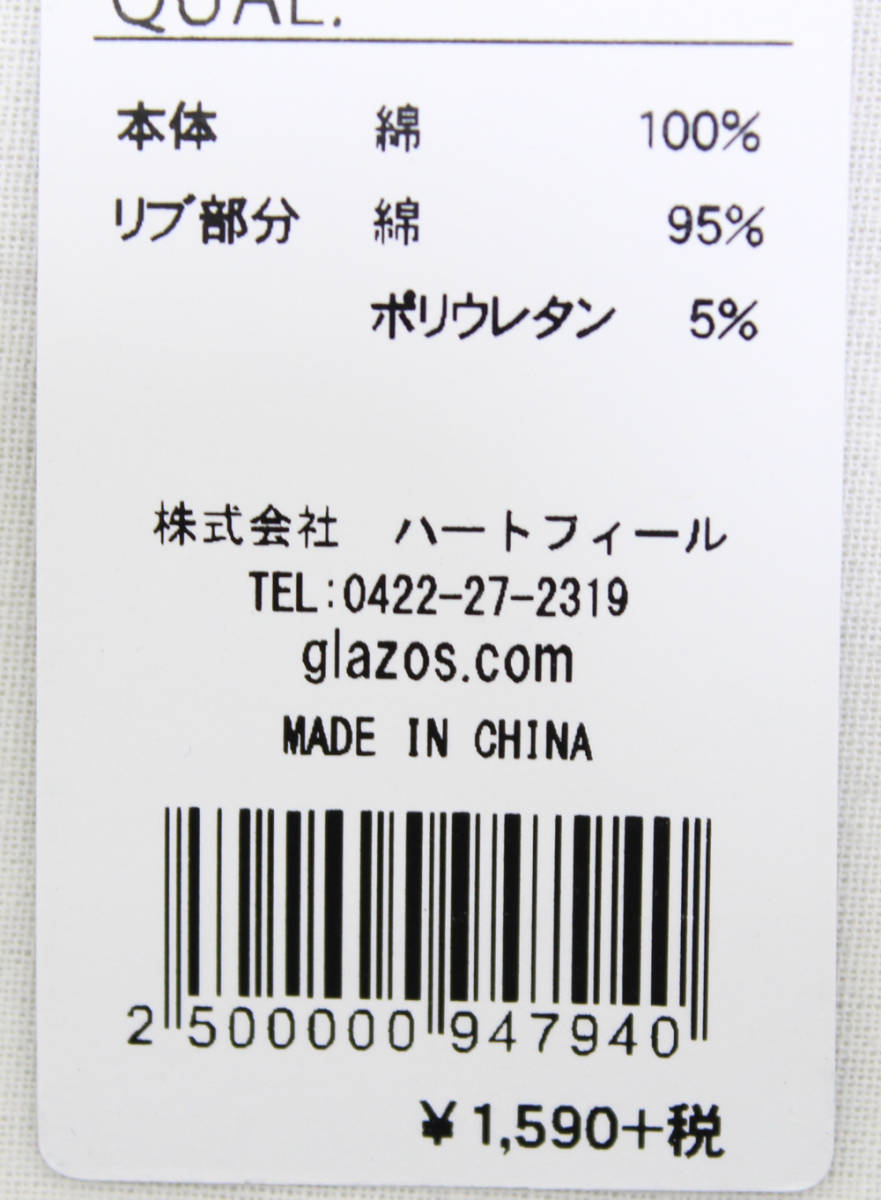 QUAL.
本体 綿 100%
リブ部分 綿 95%
ポリウレタン 5%
株式会社 ハートフィール
TEL:0422-27-2319
glazos.com
MADE IN CHINA
2 500000 947940
¥1,590+税